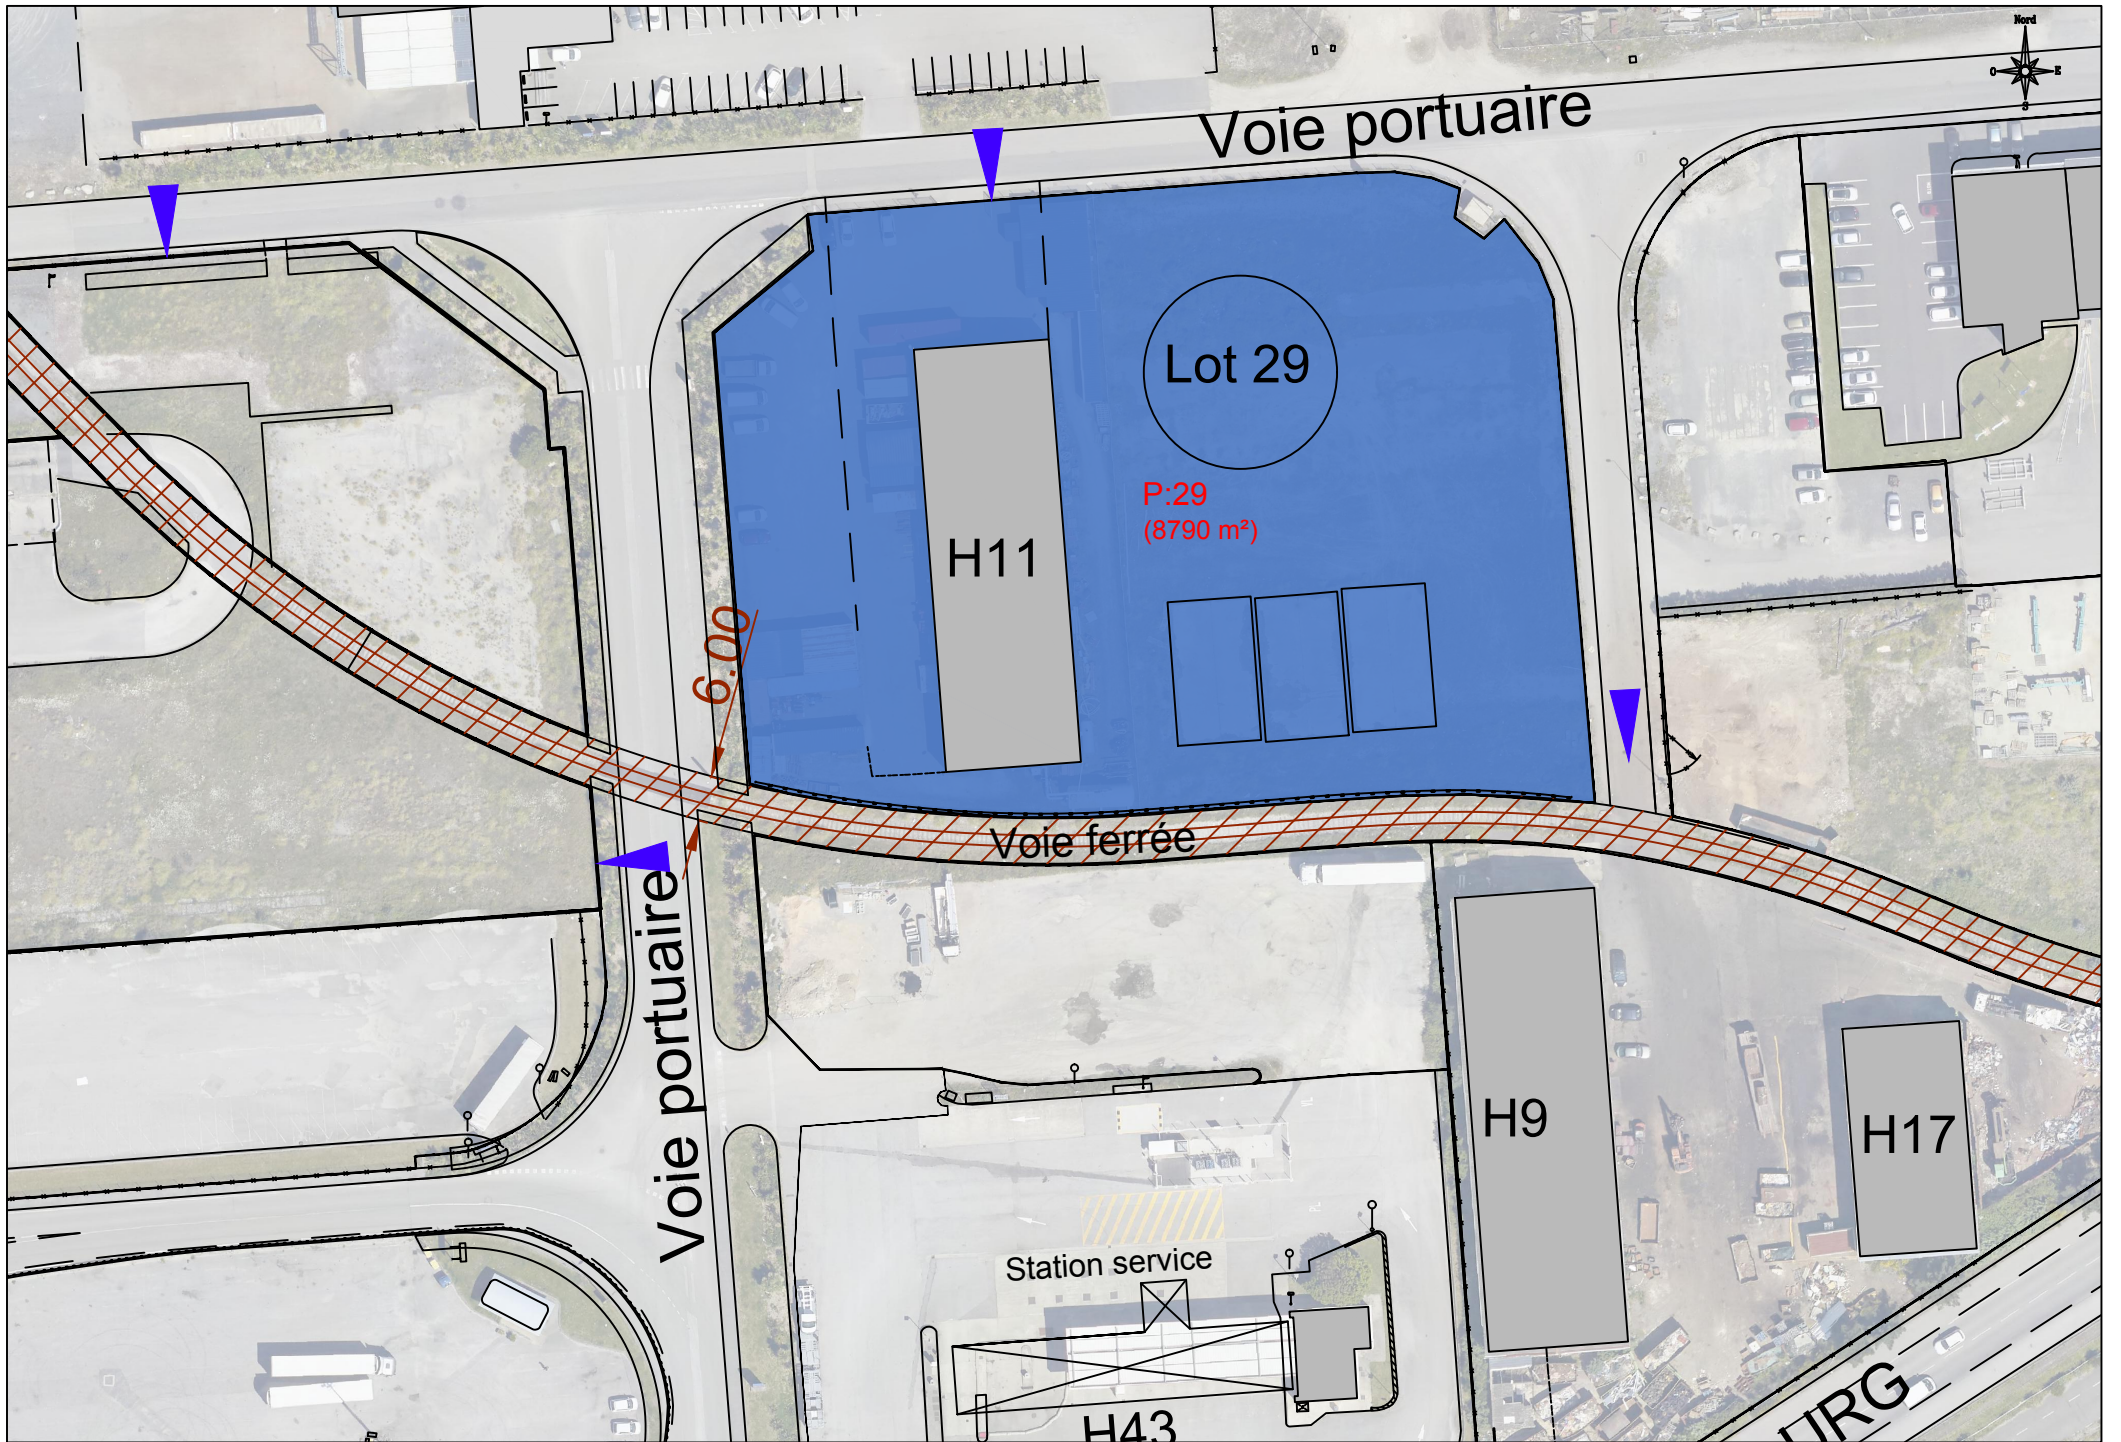 Nord
O E
S
Voie portuaire
Lot 29
P:29
(8790 m²)
H11
6.00
Voie ferrée
Voie portuaire
H9
H17
Station service
H43
URG